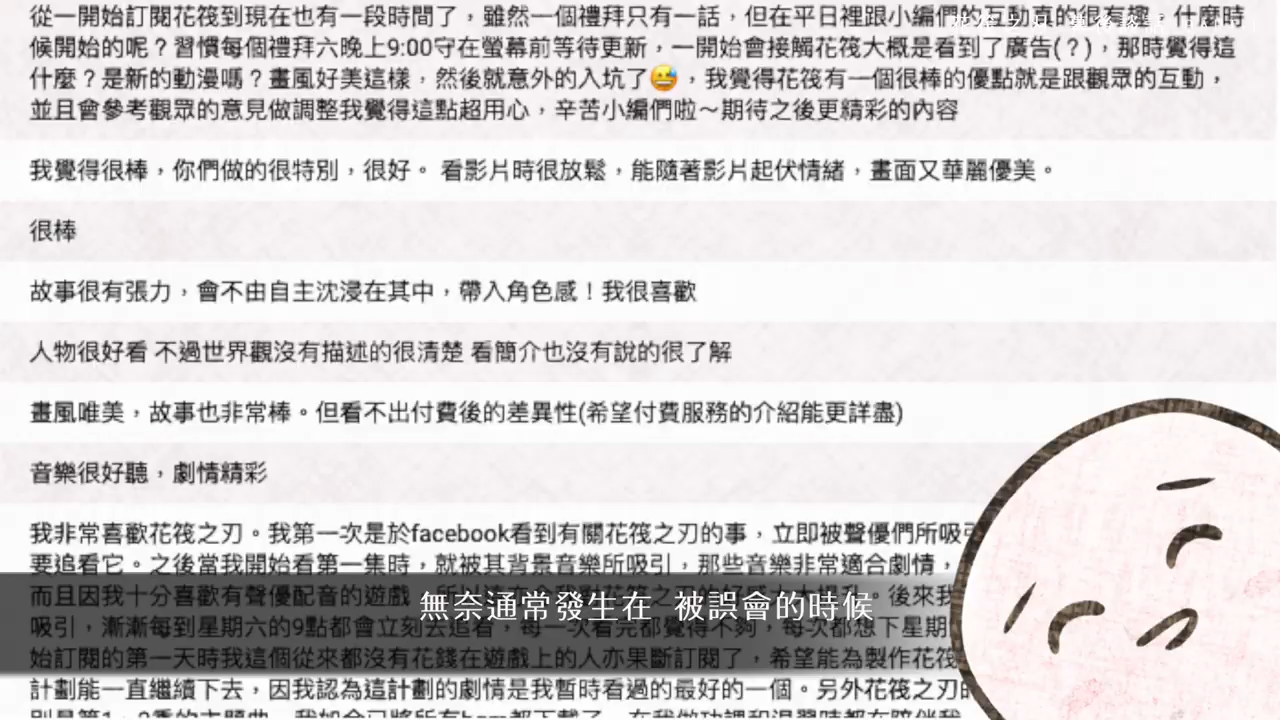 從一開始訂閱花筏到現在也有一段時間了，雖然一個禮拜只有一話，但在平日裡跟小編們的互動真的很有趣，什麼時
候開始的呢？習慣每個禮拜六晚上9:00守在螢幕前等待更新，一開始會接觸花筏大概是看到了廣告(？)，那時覺得這
什麼？是新的動漫嗎？畫風好美這樣，然後就意外的入坑了😅，我覺得花筏有一個很棒的優點就是跟觀眾的互動，
並且會參考觀眾的意見做調整我覺得這點超用心，辛苦小編們啦～期待之後更精彩的內容
我覺得很棒，你們做的很特別，很好。 看影片時很放鬆，能隨著影片起伏情緒，畫面又華麗優美。
很棒
故事很有張力，會不由自主沈浸在其中，帶入角色感！我很喜歡
人物很好看 不過世界觀沒有描述的很清楚 看簡介也沒有說的很了解
畫風唯美，故事也非常棒。但看不出付費後的差異性(希望付費服務的介紹能更詳盡)
音樂很好聽，劇情精彩
我非常喜歡花筏之刃。我第一次是於facebook看到有關花筏之刃的事，立即被聲優們所吸引
要追看它。之後當我開始看第一集時，就被其背景音樂所吸引，那些音樂非常適合劇情，
而且因我十分喜歡有聲優配音的遊戲
後來我
無奈通常發生在 被誤會的時候
吸引，漸漸每到星期六的9點都會立刻去追看，每一次看完都覺得不夠，每次都想下星期
始訂閱的第一天時我這個從來都沒有花錢在遊戲上的人亦果斷訂閱了，希望能為製作花筏
計劃能一直繼續下去，因我認為這計劃的劇情是我暫時看過的最好的一個。另外花筏之刃的